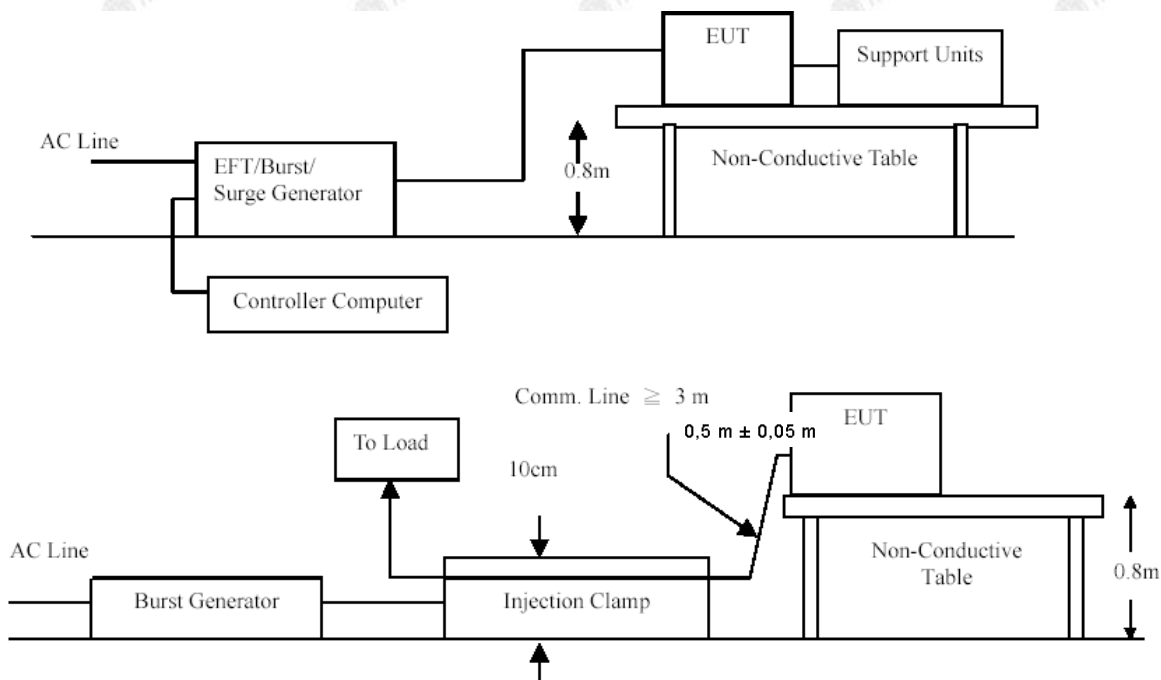 EUT
Support Units
AC Line
EFT/Burst/
Surge Generator
0.8m
Non-Conductive Table
Controller Computer
Comm. Line ≧ 3 m
0,5 m ± 0,05 m
EUT
To Load
10cm
AC Line
Burst Generator
Injection Clamp
Non-Conductive
Table
0.8m